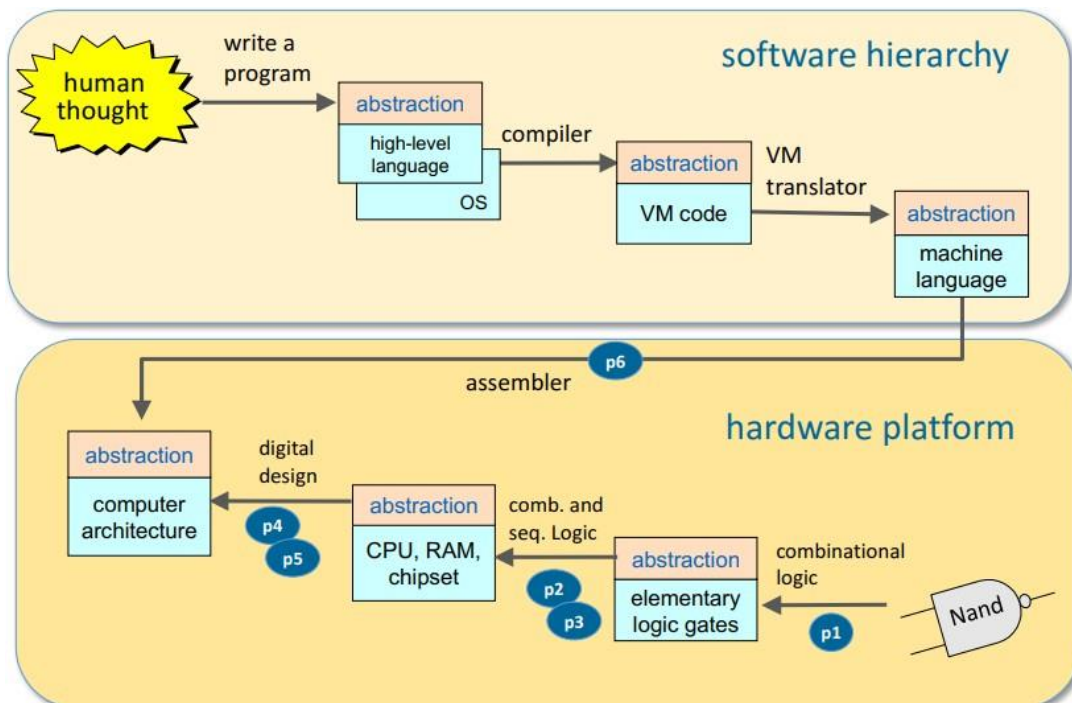 software hierarchy
write a
program
human
thought
abstraction
high-level
language
OS
compiler
abstraction
VM code
VM
translator
abstraction
machine
language
p6
assembler
hardware platform
abstraction
computer
architecture
digital
design
p4
p5
abstraction
CPU, RAM,
chipset
comb. and
seq. Logic
p2
p3
abstraction
elementary
logic gates
combinational
logic
p1
Nand